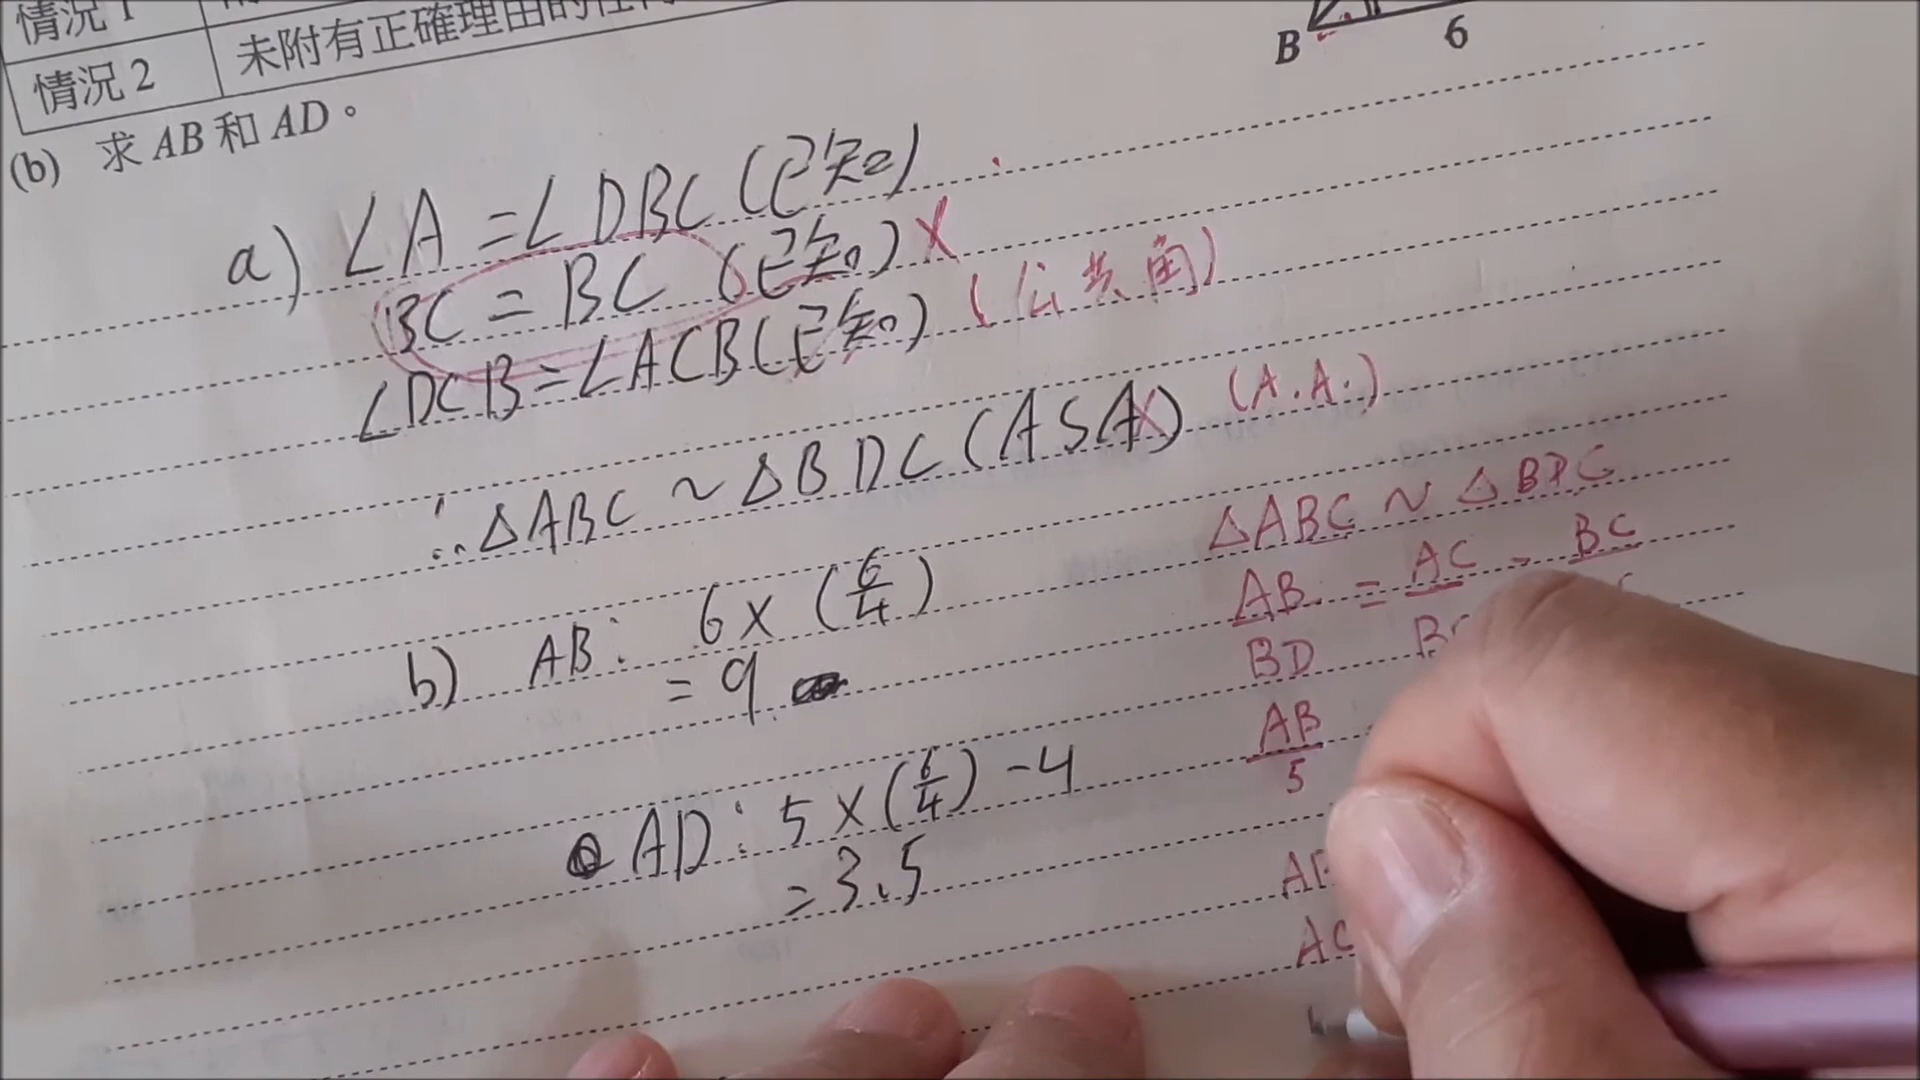 情況 1
情況 2 未附有正確理由的任何
B 6
(b) 求 AB 和 AD。
a) ∠A = ∠DBC (已知)
BC = BC (已知) X
∠DCB = ∠ACB (已知) (公共角)
∴ △ABC ~ △BDC (ASA) (A.A.)
△ABC ~ △BDC
AB = AC = BC
BD
b) AB: 6 × (6/4)
= 9
AB
5
AD: 5 × (6/4) - 4
= 3.5
AC